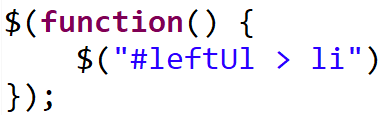 $(function() {
    $("#leftUl > li")
});